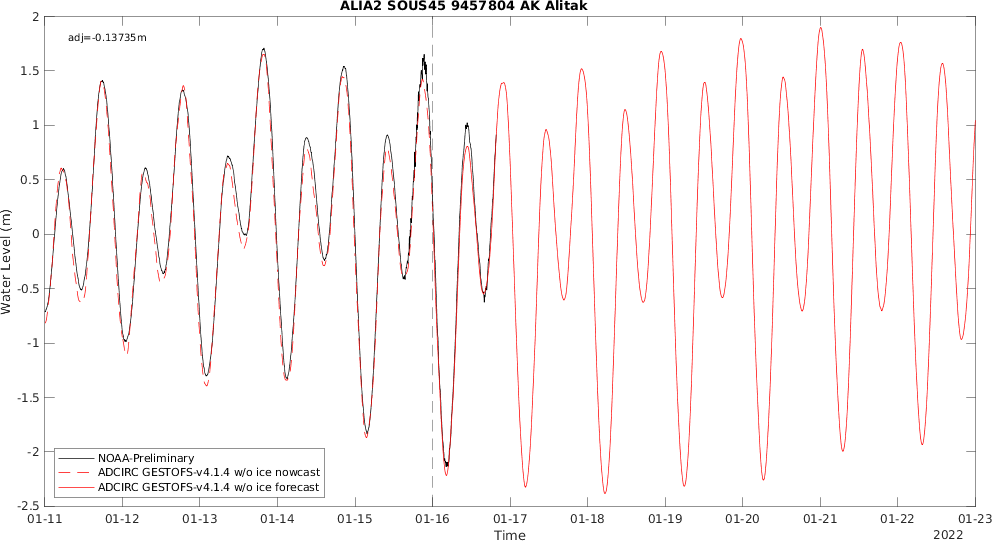 ALIA2 SOUS45 9457804 AK Alitak
adj=-0.13735m
2
1.5
1
0.5
0
-0.5
-1
-1.5
-2
-2.5
Water Level (m)
NOAA-Preliminary
ADCIRC GESTOFS-v4.1.4 w/o ice nowcast
ADCIRC GESTOFS-v4.1.4 w/o ice forecast
01-11 01-12 01-13 01-14 01-15 01-16 01-17 01-18 01-19 01-20 01-21 01-22 01-23
Time
2022